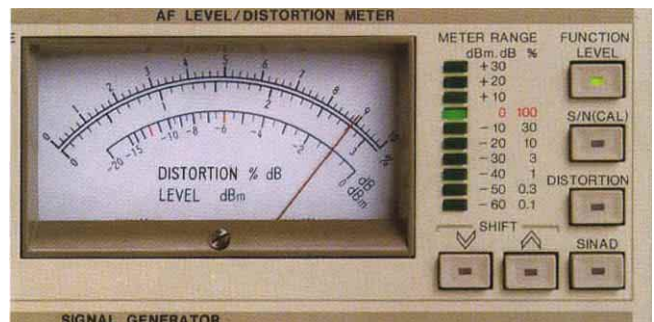 AF LEVEL/DISTORTION METER
METER RANGE
dBm.dB %
+30
+20
+10
0 100
-10 30
-20 10
-30 3
-40 1
-50 0.3
-60 0.1
SHIFT
FUNCTION
LEVEL
S/N(CAL)
DISTORTION
SINAD
0 1 2 3 4 5 6 7 8 9 10
0 1 2 3 %
-20 -15 -10 -8 -6 -4 -2 0 dB
dBm
DISTORTION % dB
LEVEL dBm
SIGNAL GENERATOR